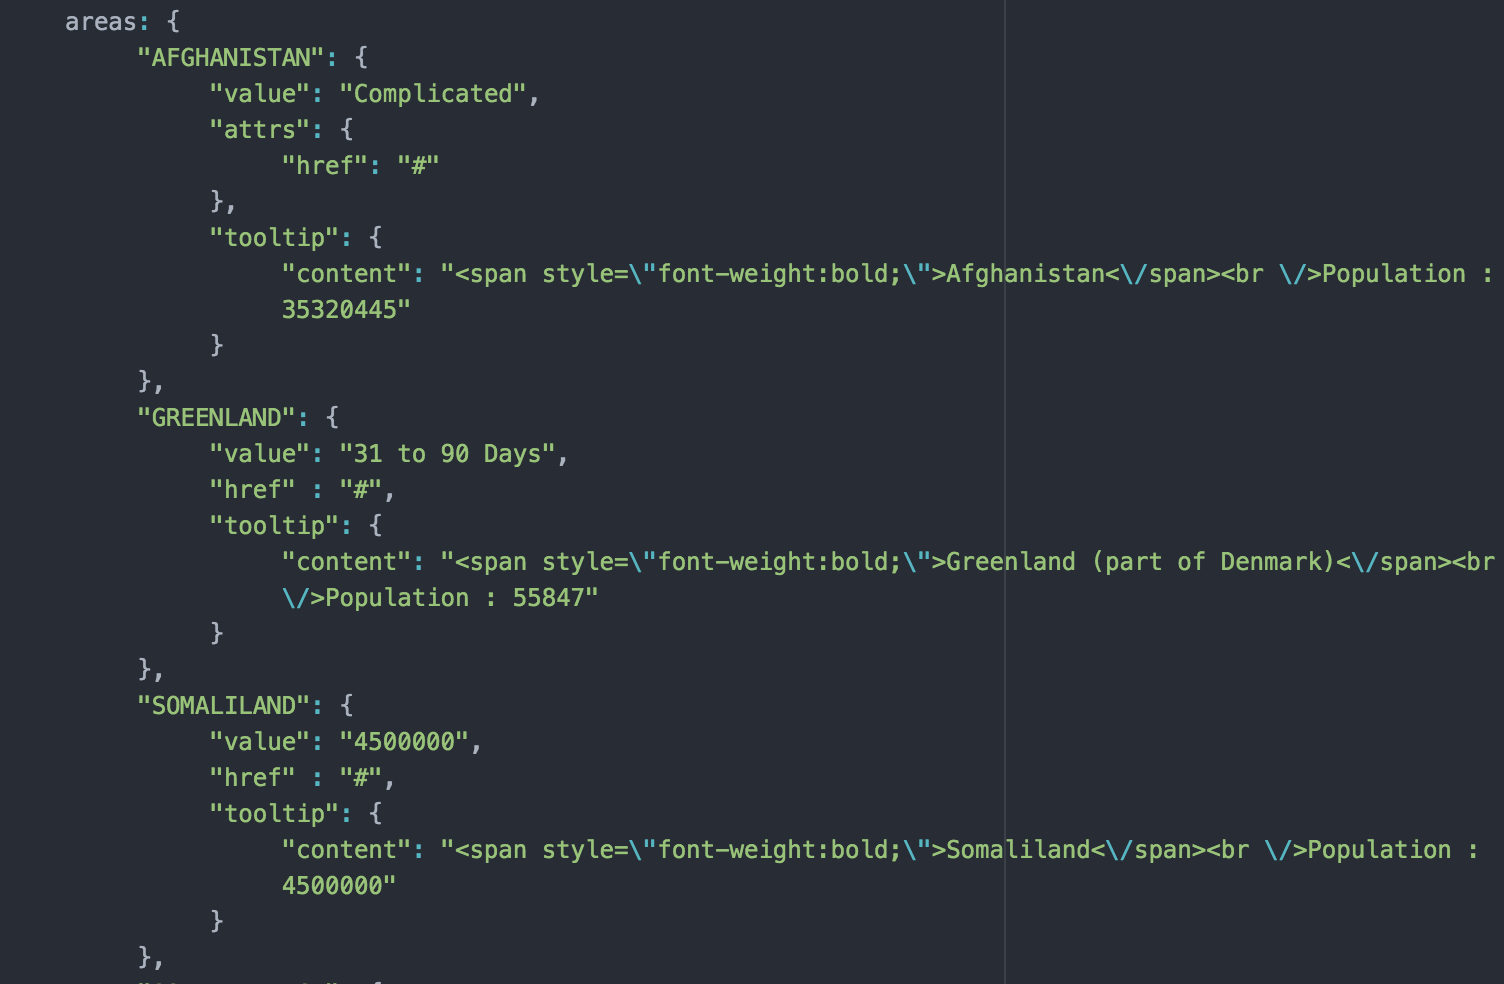 areas: {
"AFGHANISTAN": {
"value": "Complicated",
"attrs": {
"href": "#"
},
"tooltip": {
"content": "<span style=\"font-weight:bold;\">Afghanistan<\/span><br \/>Population :
35320445"
}
},
"GREENLAND": {
"value": "31 to 90 Days",
"href" : "#",
"tooltip": {
"content": "<span style=\"font-weight:bold;\">Greenland (part of Denmark)<\/span><br
\/>Population : 55847"
}
},
"SOMALILAND": {
"value": "4500000",
"href" : "#",
"tooltip": {
"content": "<span style=\"font-weight:bold;\">Somaliland<\/span><br \/>Population :
4500000"
}
},